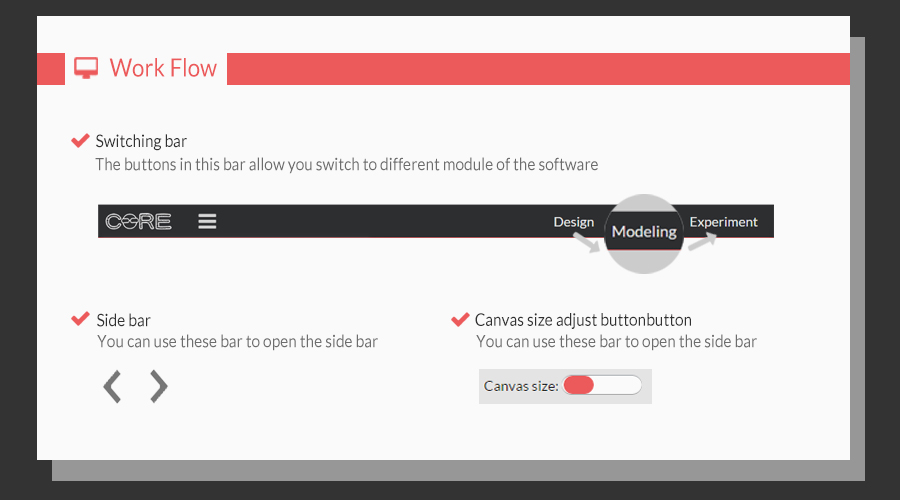 Work Flow
Switching bar
The buttons in this bar allow you switch to different module of the software
CORE
Design
Modeling
Experiment
Side bar
You can use these bar to open the side bar
Canvas size adjust buttonbutton
You can use these bar to open the side bar
Canvas size: